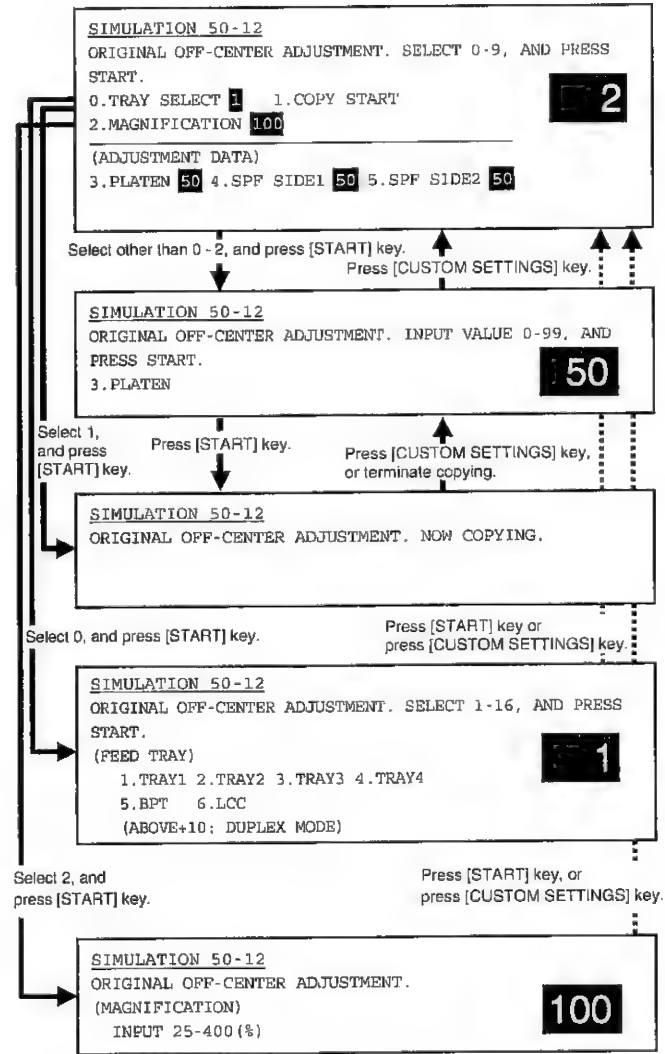 SIMULATION 50-12
ORIGINAL OFF-CENTER ADJUSTMENT. SELECT 0-9, AND PRESS
START.
0.TRAY SELECT 1 1.COPY START
2
2.MAGNIFICATION 100
(ADJUSTMENT DATA)
3.PLATEN 50 4.SPF SIDE1 50 5.SPF SIDE2 50
Select other than 0 - 2, and press [START] key.
Press [CUSTOM SETTINGS] key.
SIMULATION 50-12
ORIGINAL OFF-CENTER ADJUSTMENT. INPUT VALUE 0-99, AND
PRESS START.
50
3.PLATEN
Select 1,
and press
[START] key.
Press [START] key.
Press [CUSTOM SETTINGS] key,
or terminate copying.
SIMULATION 50-12
ORIGINAL OFF-CENTER ADJUSTMENT. NOW COPYING.
Select 0, and press [START] key.
Press [START] key or
press [CUSTOM SETTINGS] key.
SIMULATION 50-12
ORIGINAL OFF-CENTER ADJUSTMENT. SELECT 1-16, AND PRESS
START.
(FEED TRAY)
1
1.TRAY1 2.TRAY2 3.TRAY3 4.TRAY4
5.BPT 6.LCC
(ABOVE+10: DUPLEX MODE)
Select 2, and
press [START] key.
Press [START] key, or
press [CUSTOM SETTINGS] key.
SIMULATION 50-12
ORIGINAL OFF-CENTER ADJUSTMENT.
(MAGNIFICATION)
100
INPUT 25-400(%)